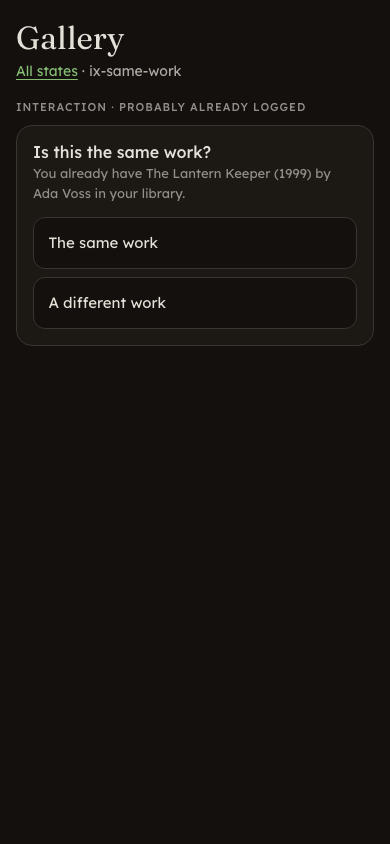 Gallery
All states · ix-same-work
INTERACTION · PROBABLY ALREADY LOGGED
Is this the same work?
You already have The Lantern Keeper (1999) by
Ada Voss in your library.
The same work
A different work